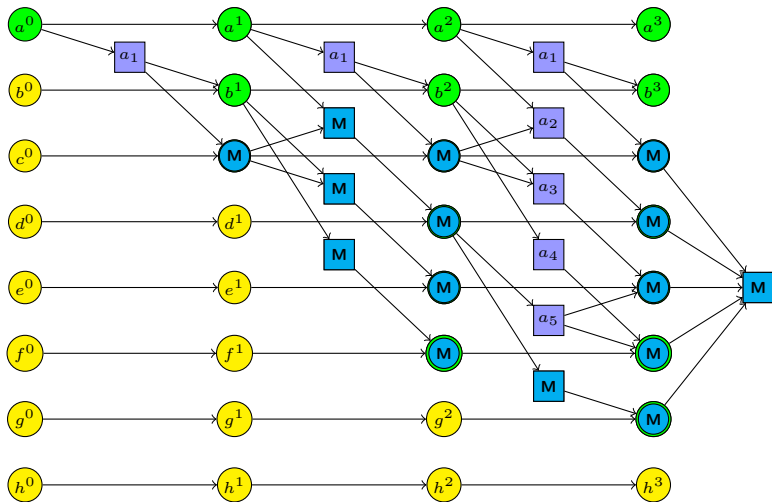 a⁰ a¹ a² a³
a₁ a₁ a₁
b⁰ b¹ b² b³
M a₂
c⁰ M M M
M a₃
d⁰ d¹ M M
M a₄
e⁰ e¹ M M M
a₅
f⁰ f¹ M M
M
g⁰ g¹ g² M
h⁰ h¹ h² h³